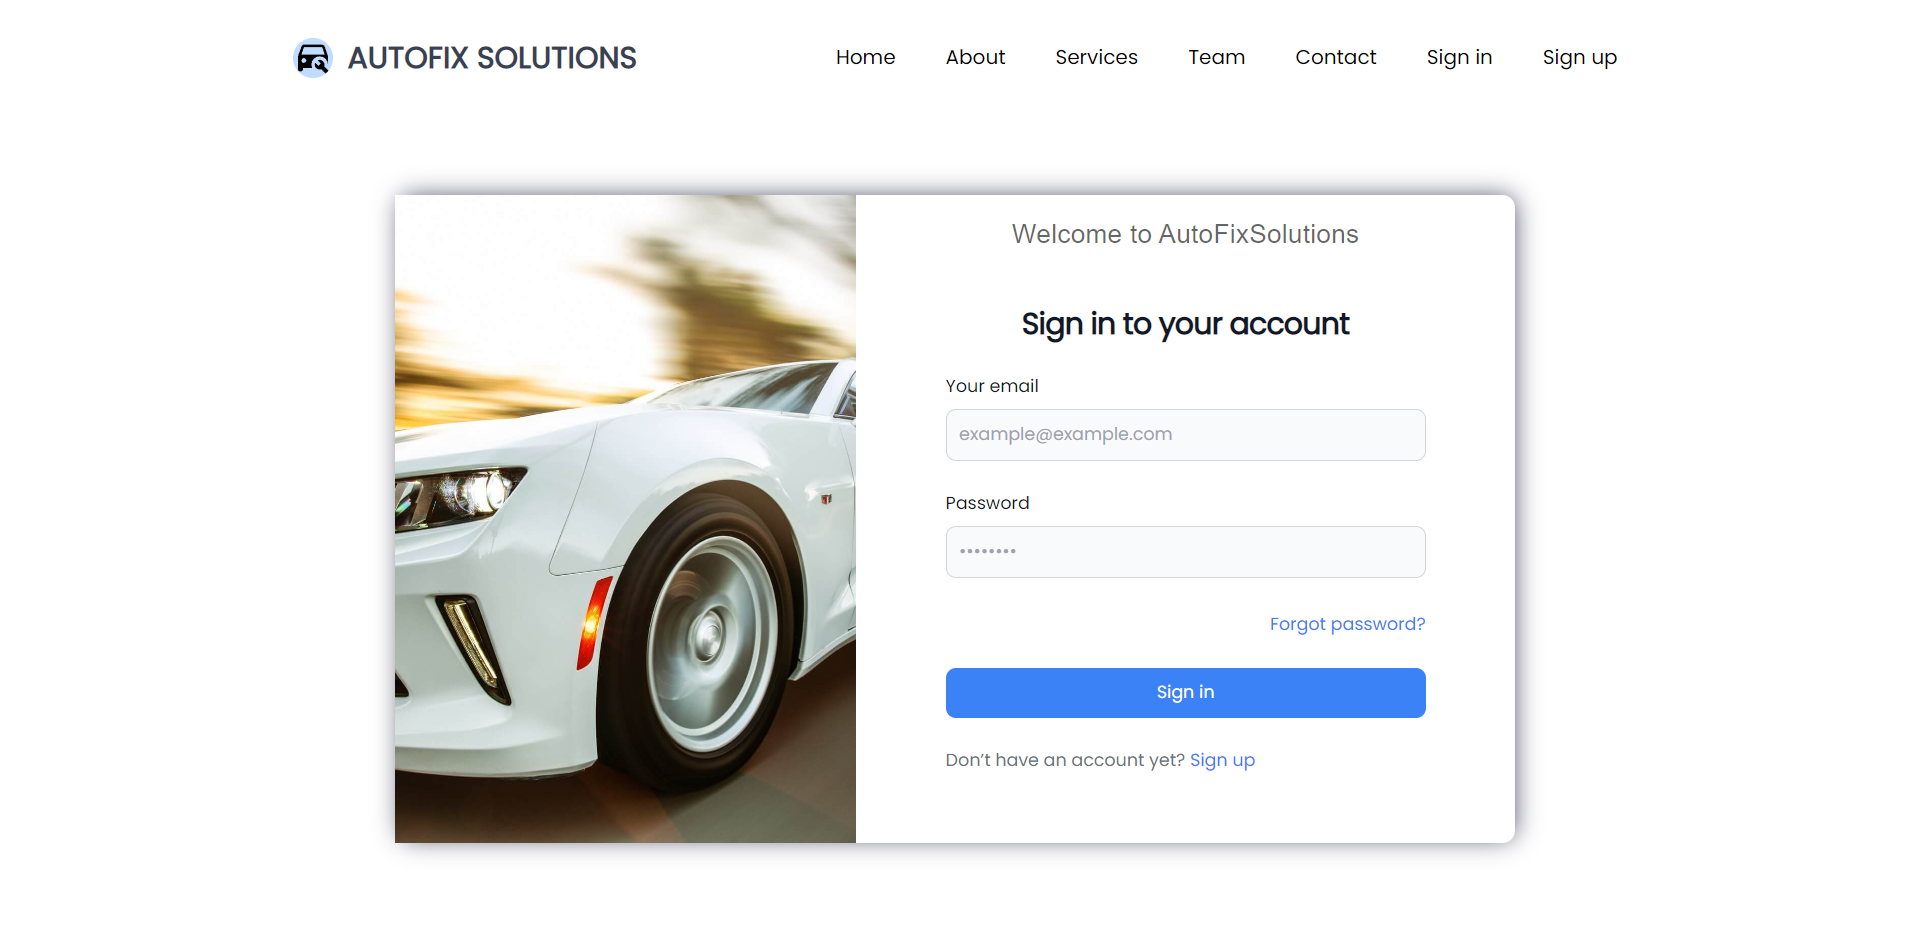 AUTOFIX SOLUTIONS
Home About Services Team Contact Sign in Sign up
Welcome to AutoFixSolutions
Sign in to your account
Your email
example@example.com
Password
••••••••
Forgot password?
Sign in
Don’t have an account yet? Sign up